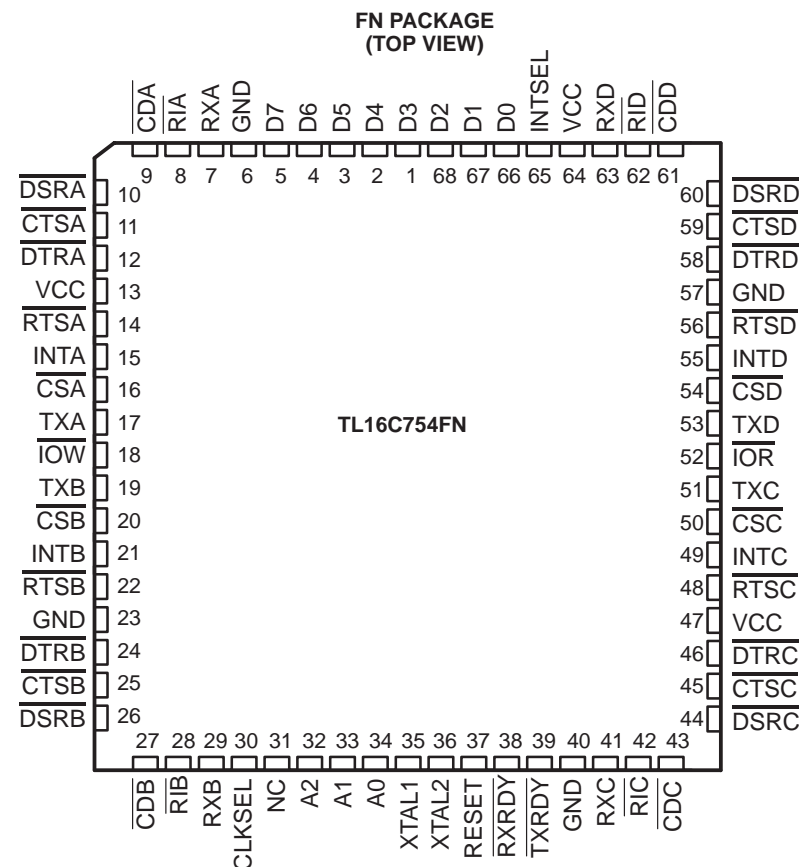 FN PACKAGE
(TOP VIEW)
CDA RIA RXA GND D7 D6 D5 D4 D3 D2 D1 D0 INTSEL VCC RXD RID CDD
9 8 7 6 5 4 3 2 1 68 67 66 65 64 63 62 61
DSRA 10 60 DSRD
CTSA 11 59 CTSD
DTRA 12 58 DTRD
VCC 13 57 GND
RTSA 14 56 RTSD
INTA 15 55 INTD
CSA 16 54 CSD
TXA 17 TL16C754FN 53 TXD
IOW 18 52 IOR
TXB 19 51 TXC
CSB 20 50 CSC
INTB 21 49 INTC
RTSB 22 48 RTSC
GND 23 47 VCC
DTRB 24 46 DTRC
CTSB 25 45 CTSC
DSRB 26 44 DSRC
27 28 29 30 31 32 33 34 35 36 37 38 39 40 41 42 43
CDB RIB RXB CLKSEL NC A2 A1 A0 XTAL1 XTAL2 RESET RXRDY TXRDY GND RXC RIC CDC